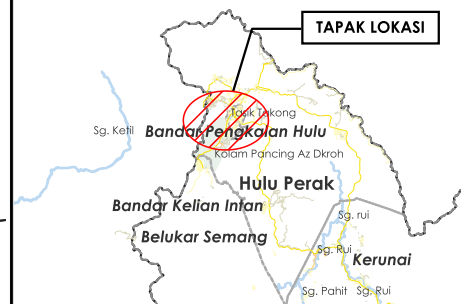 TAPAK LOKASI
Tasik Takong
Sg. Ketil
Bandar Pengkalan Hulu
Kolam Pancing Az Dkroh
Hulu Perak
Bandar Kelian Intan
Sg. rui
Belukar Semang
Sg. Rui
Kerunai
Sg. Pahit
Sg. Rui